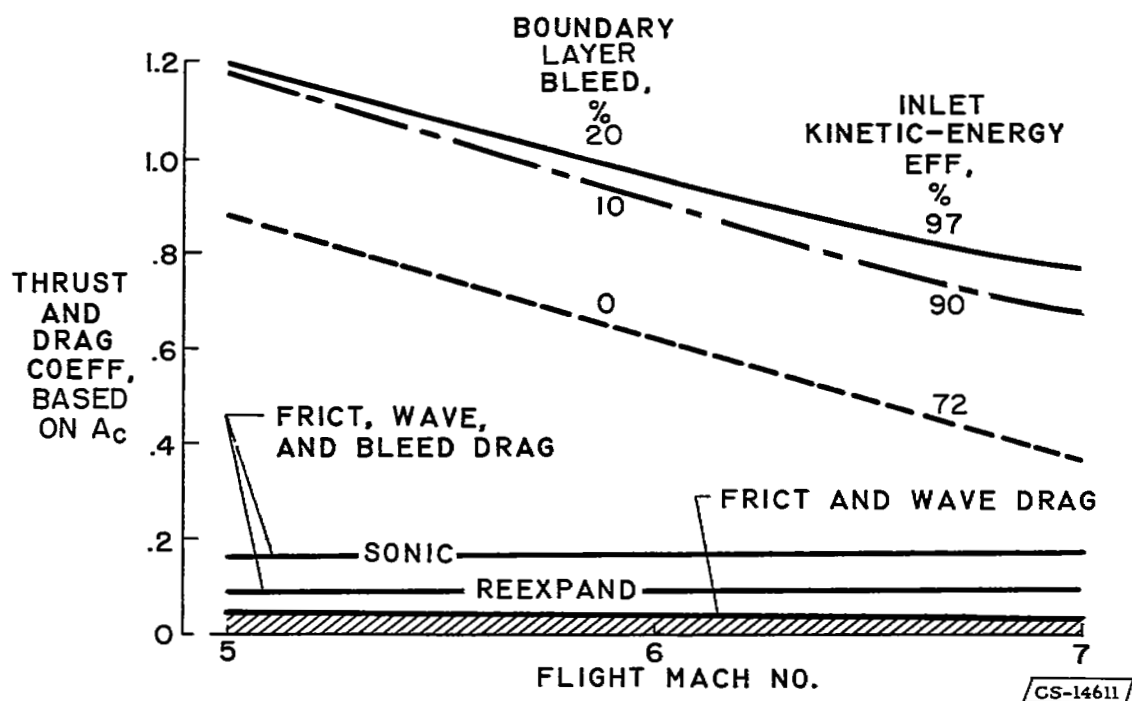 BOUNDARY
LAYER
BLEED,
%
20
10
0
INLET
KINETIC-ENERGY
EFF,
%
97
90
72
1.2
1.0
.8
.6
.4
.2
0
THRUST
AND
DRAG
COEFF,
BASED
ON Ac
FRICT, WAVE,
AND BLEED DRAG
FRICT AND WAVE DRAG
SONIC
REEXPAND
5
6
7
FLIGHT MACH NO.
CS-14611